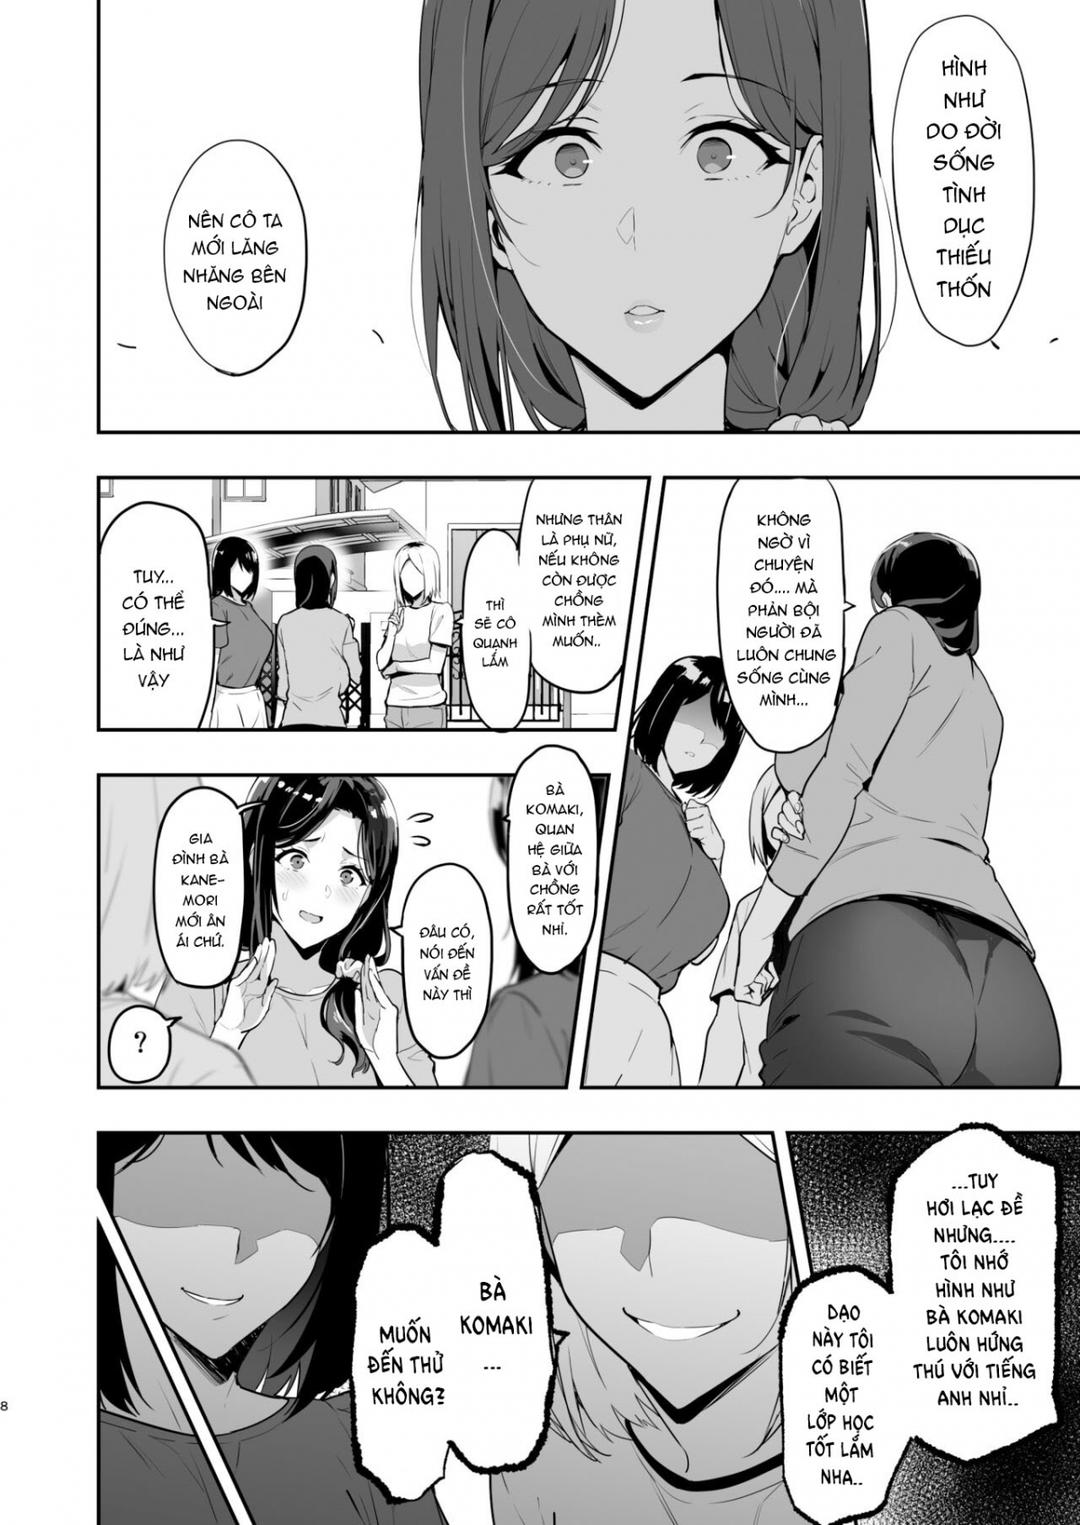 HÌNH
NHƯ
DO ĐỜI
SỐNG
TÌNH
DỤC
THIẾU
THỐN
NÊN CÔ TA
MỚI LĂNG
NHĂNG BÊN
NGOÀI
KHÔNG
NGỜ VÌ
CHUYỆN
ĐÓ.... MÀ
PHẢN BỘI
NGƯỜI ĐÃ
LUÔN CHUNG
SỐNG CÙNG
MÌNH...
NHƯNG THÂN
LÀ PHỤ NỮ,
NẾU KHÔNG
CÒN ĐƯỢC
CHỒNG
MÌNH THÈM
MUỐN..
THÌ
SẼ CÔ
QUẠNH
LẮM
TUY...
CÓ THỂ
ĐÚNG...
LÀ NHƯ
VẬY
BÀ
KOMAKI,
QUAN
HỆ GIỮA
BÀ VỚI
CHỒNG
RẤT TỐT
NHỈ.
ĐÂU CÓ,
NÓI ĐẾN
VẤN ĐỀ
NÀY THÌ
GIA
ĐÌNH BÀ
KANE-
MORI
MỚI ÂN
ÁI CHỨ.
?
...TUY
HƠI LẠC ĐỀ
NHƯNG....
TÔI NHỚ
HÌNH NHƯ
BÀ KOMAKI
LUÔN HỨNG
THÚ VỚI TIẾNG
ANH NHỈ..
DẠO
NÀY TÔI
CÓ BIẾT
MỘT
LỚP HỌC
TỐT LẮM
NHA..
BÀ
KOMAKI
...
MUỐN
ĐẾN THỬ
KHÔNG?
8